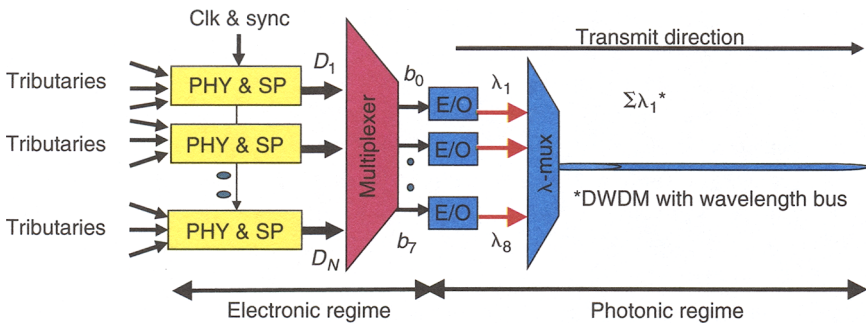 Clk & sync
Transmit direction
D1
Tributaries
PHY & SP
b0
E/O
λ1
Σλ1*
Tributaries
PHY & SP
Multiplexer
E/O
λ-mux
*DWDM with wavelength bus
Tributaries
PHY & SP
E/O
DN
b7
λ8
Electronic regime
Photonic regime